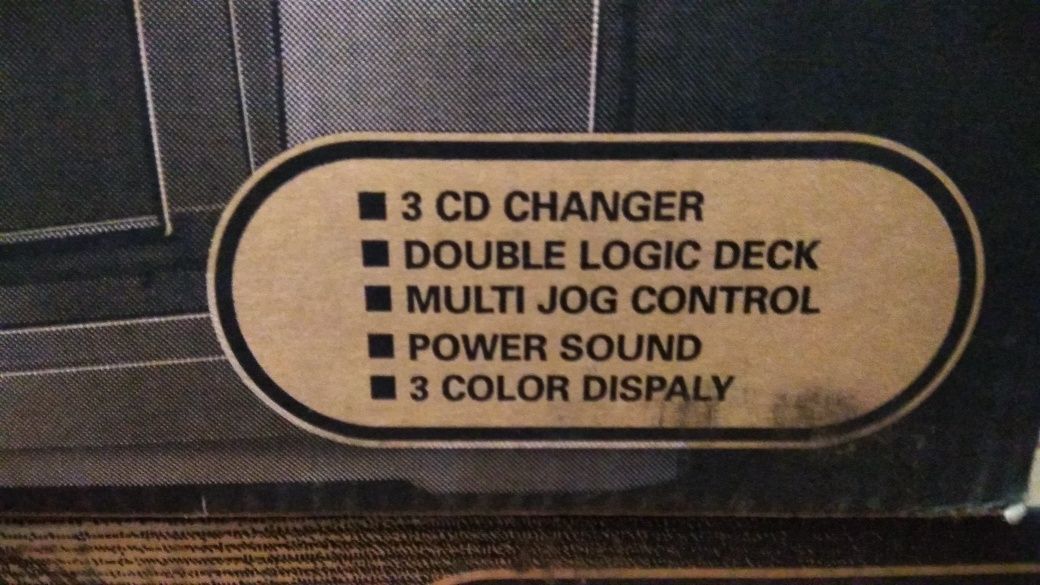 ■ 3 CD CHANGER
■ DOUBLE LOGIC DECK
■ MULTI JOG CONTROL
■ POWER SOUND
■ 3 COLOR DISPALY